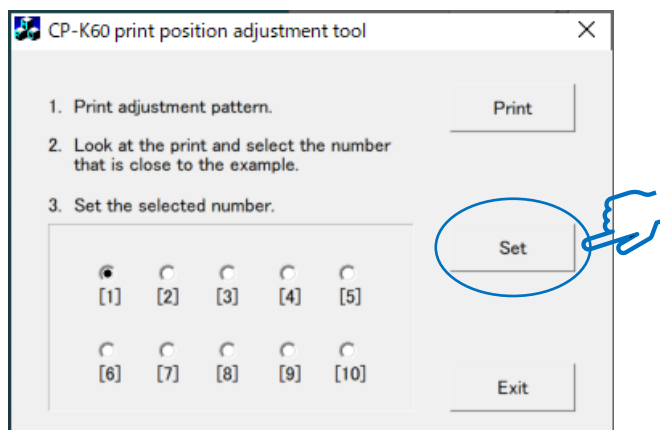 CP-K60 print position adjustment tool
1. Print adjustment pattern.
Print
2. Look at the print and select the number
that is close to the example.
3. Set the selected number.
Set
[1] [2] [3] [4] [5]
[6] [7] [8] [9] [10]
Exit